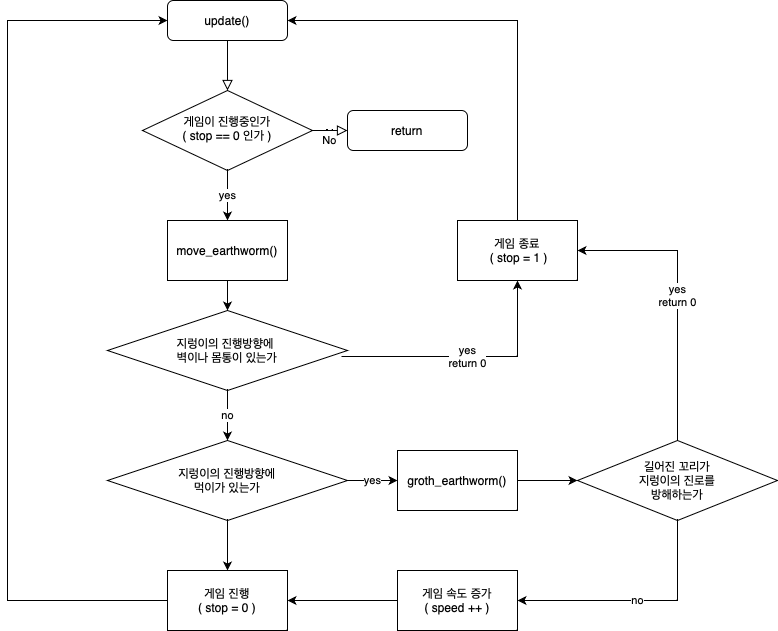 update()
게임이 진행중인가
( stop == 0 인가 )
No
return
yes
move_earthworm()
게임 종료
( stop = 1 )
yes
return 0
지렁이의 진행방향에
벽이나 몸통이 있는가
yes
return 0
no
지렁이의 진행방향에
먹이가 있는가
yes
groth_earthworm()
길어진 꼬리가
지렁이의 진로를
방해하는가
게임 진행
( stop = 0 )
게임 속도 증가
( speed ++ )
no